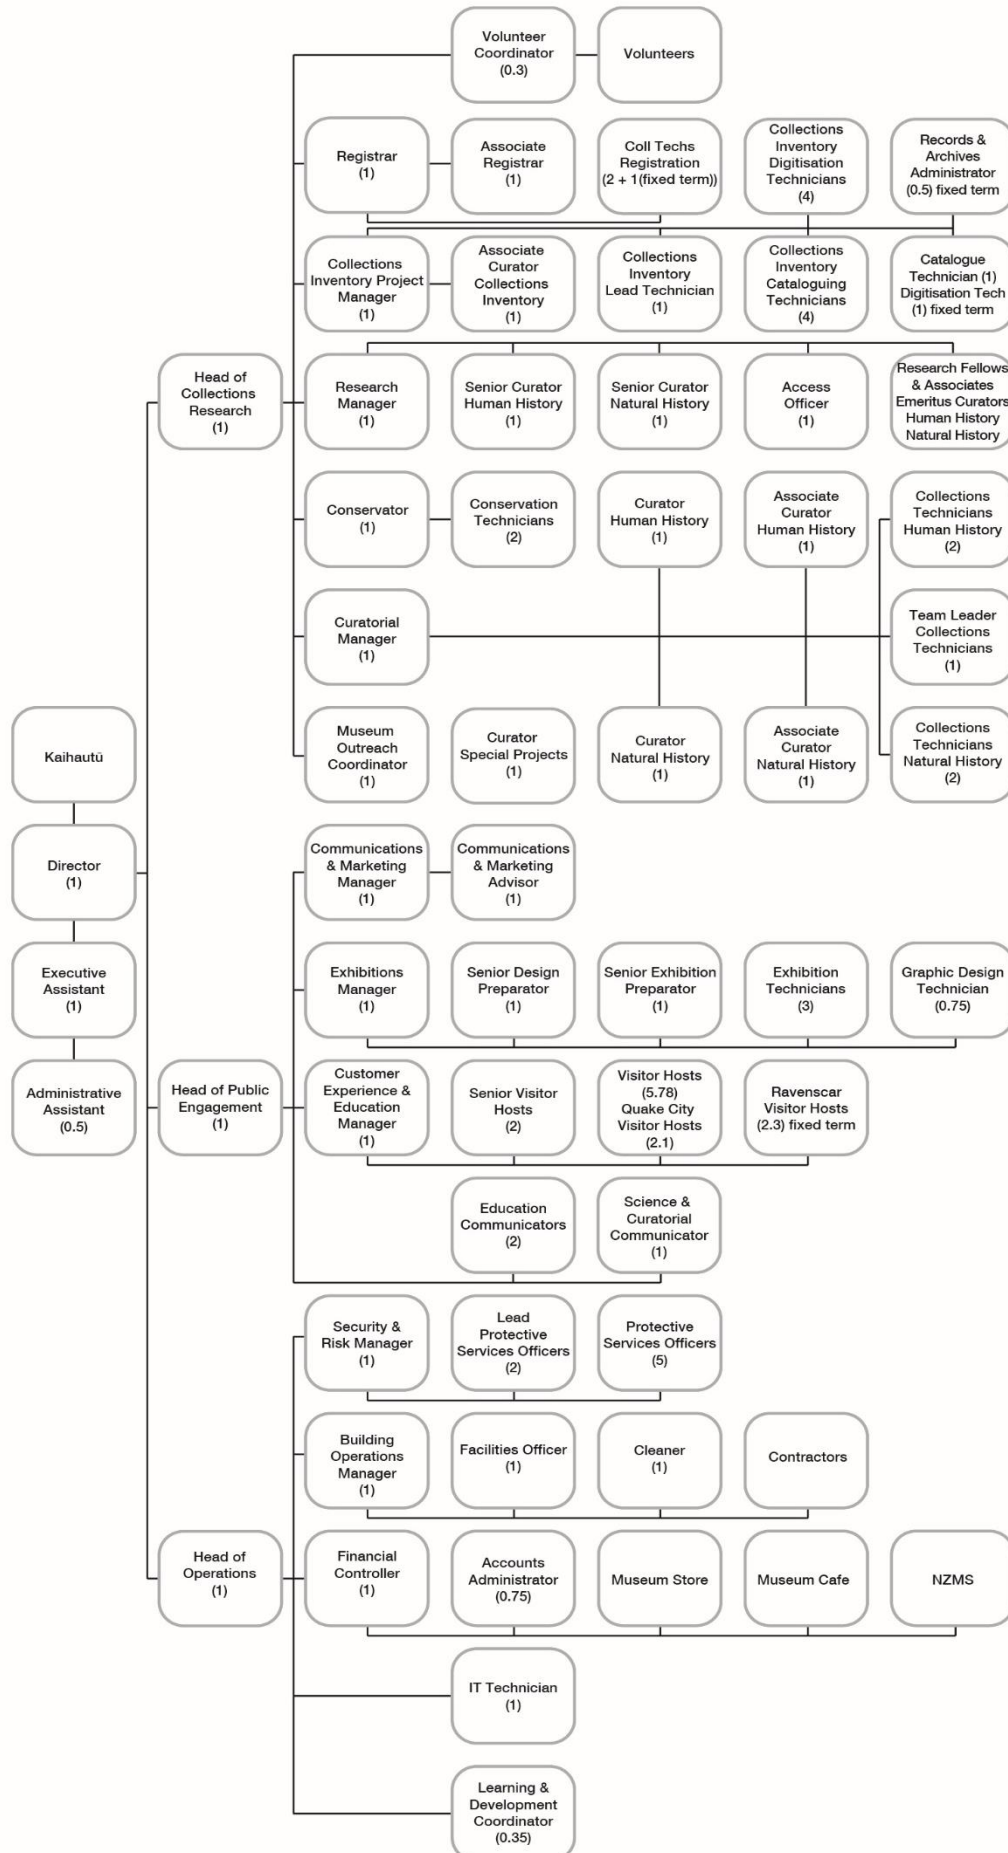 Volunteer
Coordinator
(0.3)
Volunteers
Registrar
(1)
Associate
Registrar
(1)
Coll Techs
Registration
(2 + 1(fixed term))
Collections
Inventory
Digitisation
Technicians
(4)
Records &
Archives
Administrator
(0.5) fixed term
Collections
Inventory Project
Manager
(1)
Associate
Curator
Collections
Inventory
(1)
Collections
Inventory
Lead Technician
(1)
Collections
Inventory
Cataloguing
Technicians
(4)
Catalogue
Technician (1)
Digitisation Tech
(1) fixed term
Head of
Collections
Research
(1)
Research
Manager
(1)
Senior Curator
Human History
(1)
Senior Curator
Natural History
(1)
Access
Officer
(1)
Research Fellows
& Associates
Emeritus Curators
Human History
Natural History
Conservator
(1)
Conservation
Technicians
(2)
Curator
Human History
(1)
Associate
Curator
Human History
(1)
Collections
Technicians
Human History
(2)
Curatorial
Manager
(1)
Team Leader
Collections
Technicians
(1)
Kaihautū
Museum
Outreach
Coordinator
(1)
Curator
Special Projects
(1)
Curator
Natural History
(1)
Associate
Curator
Natural History
(1)
Collections
Technicians
Natural History
(2)
Director
(1)
Communications
& Marketing
Manager
(1)
Communications
& Marketing
Advisor
(1)
Executive
Assistant
(1)
Exhibitions
Manager
(1)
Senior Design
Preparator
(1)
Senior Exhibition
Preparator
(1)
Exhibition
Technicians
(3)
Graphic Design
Technician
(0.75)
Administrative
Assistant
(0.5)
Head of Public
Engagement
(1)
Customer
Experience &
Education
Manager
(1)
Senior Visitor
Hosts
(2)
Visitor Hosts
(5.78)
Quake City
Visitor Hosts
(2.1)
Ravenscar
Visitor Hosts
(2.3) fixed term
Education
Communicators
(2)
Science &
Curatorial
Communicator
(1)
Security &
Risk Manager
(1)
Lead
Protective
Services Officers
(2)
Protective
Services Officers
(5)
Building
Operations
Manager
(1)
Facilities Officer
(1)
Cleaner
(1)
Contractors
Head of
Operations
(1)
Financial
Controller
(1)
Accounts
Administrator
(0.75)
Museum Store
Museum Cafe
NZMS
IT Technician
(1)
Learning &
Development
Coordinator
(0.35)